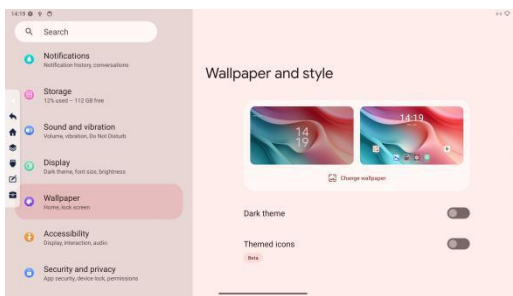 14:19
Search
Notifications
Notification history, conversations
Storage
12% used – 112 GB free
Sound and vibration
Volume, vibration, Do Not Disturb
Display
Dark theme, font size, brightness
Wallpaper
Home, lock screen
Accessibility
Display, interaction, audio
Security and privacy
App security, device lock, permissions
Wallpaper and style
14
19
14:19
Change wallpaper
Dark theme
Themed icons
Beta